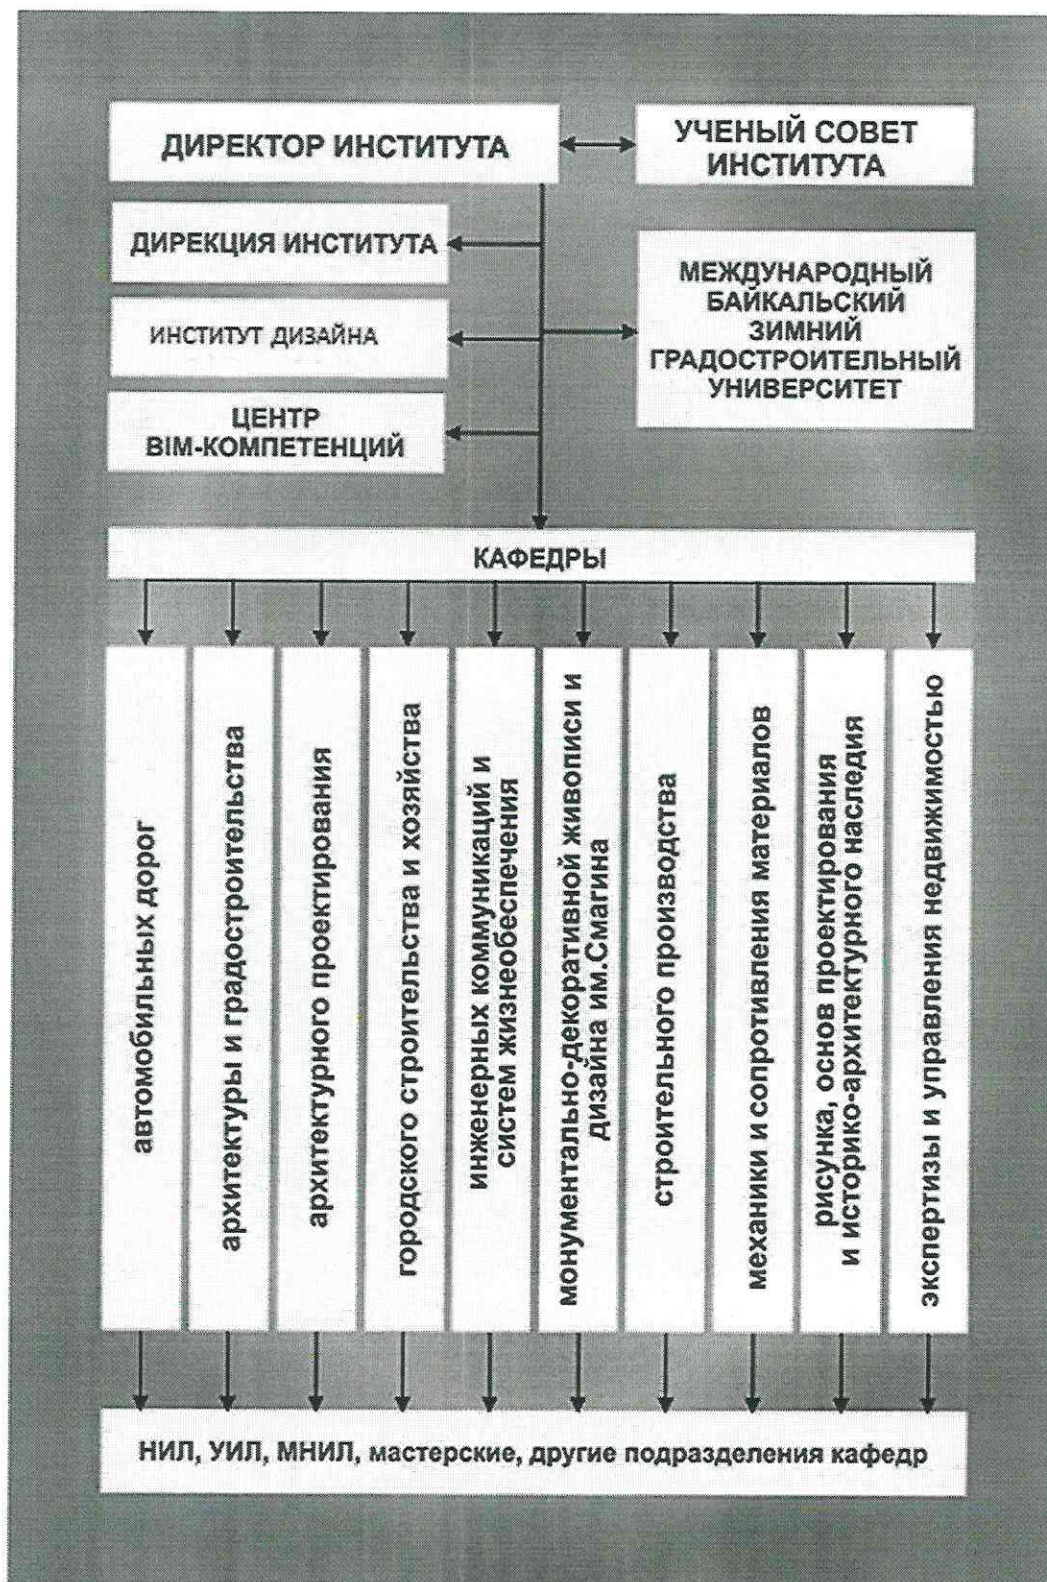 ДИРЕКТОР ИНСТИТУТА
УЧЕНЫЙ СОВЕТ
ИНСТИТУТА
ДИРЕКЦИЯ ИНСТИТУТА
ИНСТИТУТ ДИЗАЙНА
ЦЕНТР
BIM-КОМПЕТЕНЦИЙ
МЕЖДУНАРОДНЫЙ
БАЙКАЛЬСКИЙ
ЗИМНИЙ
ГРАДОСТРОИТЕЛЬНЫЙ
УНИВЕРСИТЕТ
КАФЕДРЫ
автомобильных дорог
архитектуры и градостроительства
архитектурного проектирования
городского строительства и хозяйства
инженерных коммуникаций и
систем жизнеобеспечения
монументально-декоративной живописи и
дизайна им.Смагина
строительного производства
механики и сопротивления материалов
рисунка, основ проектирования
и историко-архитектурного наследия
экспертизы и управления недвижимостью
НИЛ, УИЛ, МНИЛ, мастерские, другие подразделения кафедр